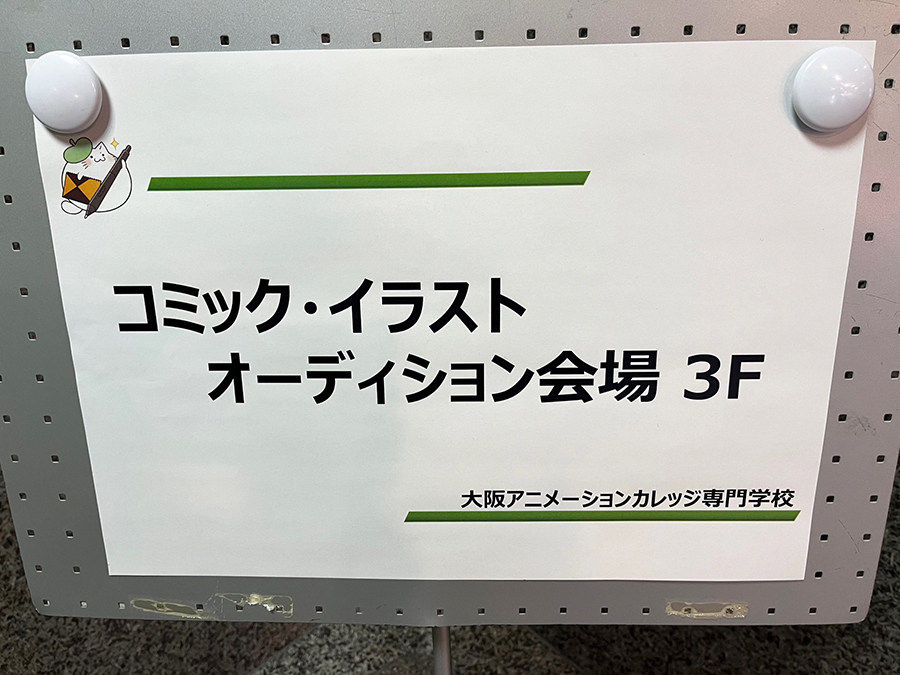 コミック・イラスト
オーディション会場 3F
大阪アニメーションカレッジ専門学校